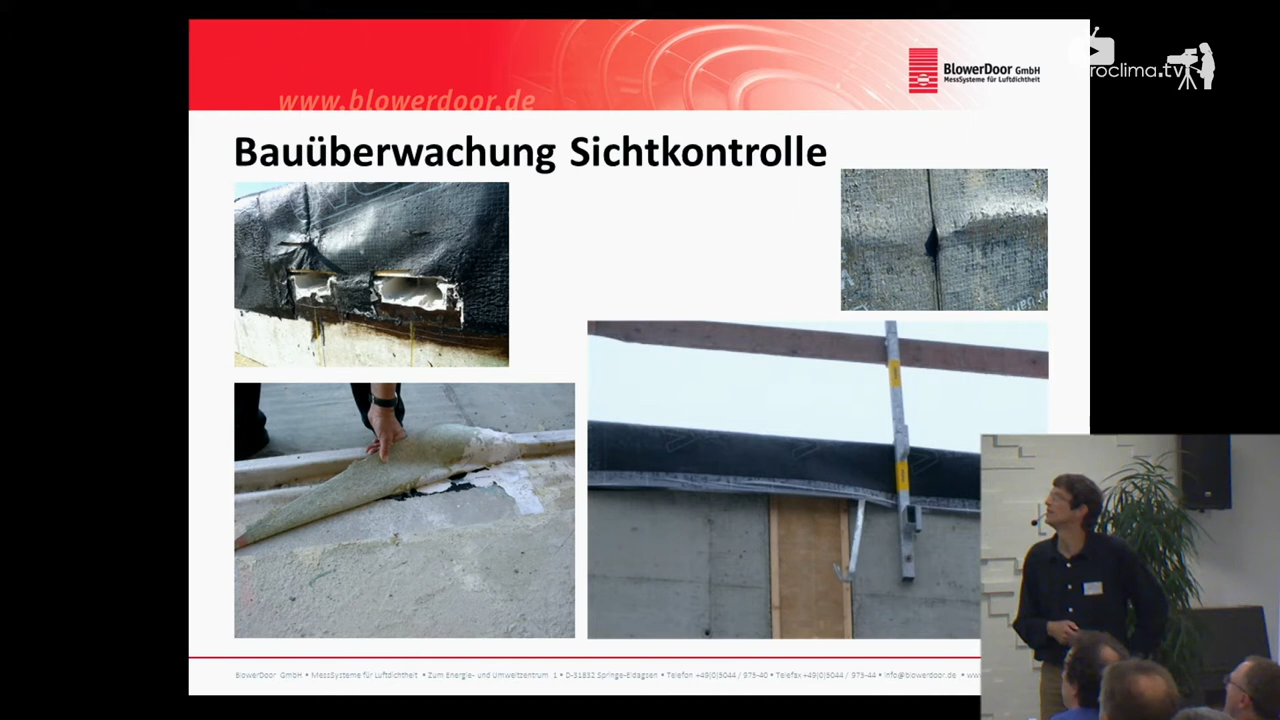 BlowerDoor GmbH
MessSysteme für Luftdichtheit
roclima.tv
www.blowerdoor.de
Bauüberwachung Sichtkontrolle
BlowerDoor GmbH • MessSysteme für Luftdichtheit • Zum Energie- und Umweltzentrum 1 • D-31832 Springe-Eldagsen • Telefon +49(0)5044 / 975-40 • Telefax +49(0)5044 / 975-44 • info@blowerdoor.de •